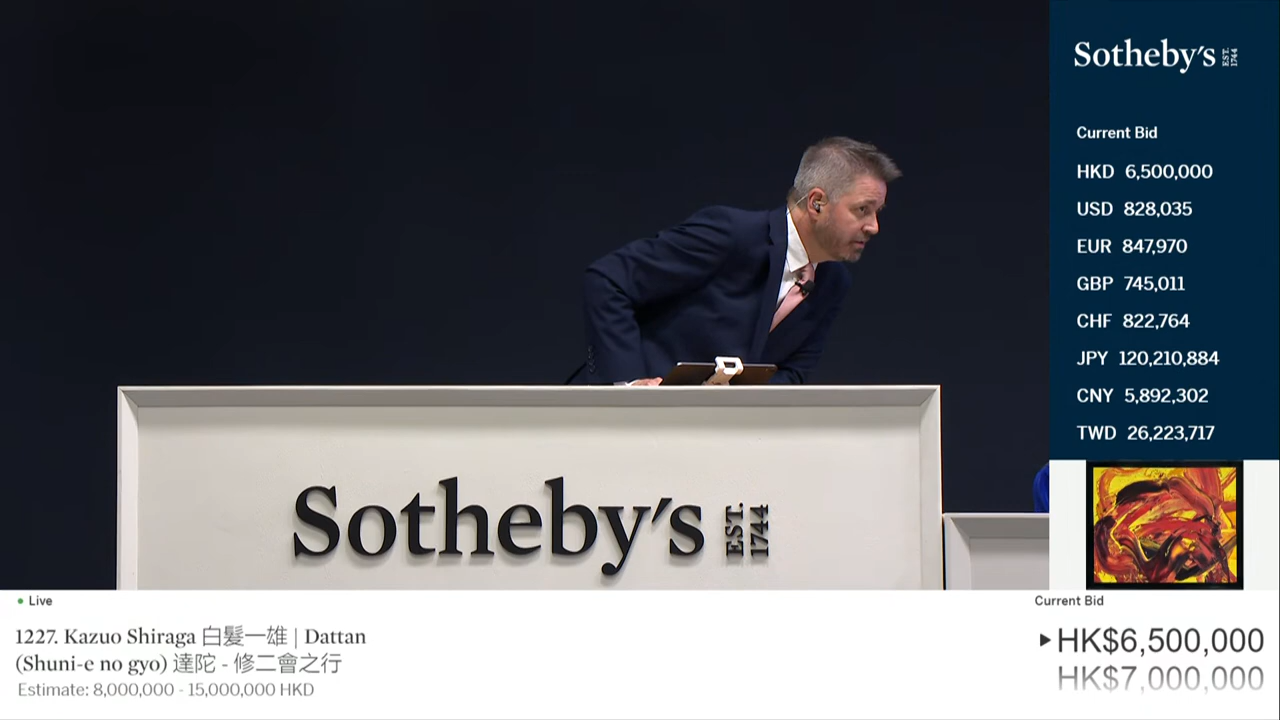 Sotheby's EST. 1744
Current Bid
HKD 6,500,000
USD 828,035
EUR 847,970
GBP 745,011
CHF 822,764
JPY 120,210,884
CNY 5,892,302
TWD 26,223,717
Sotheby's EST. 1744
Live
1227. Kazuo Shiraga 白髮一雄 | Dattan
(Shuni-e no gyo) 達陀 - 修二會之行
Estimate: 8,000,000 - 15,000,000 HKD
Current Bid
HK$6,500,000
HK$7,000,000